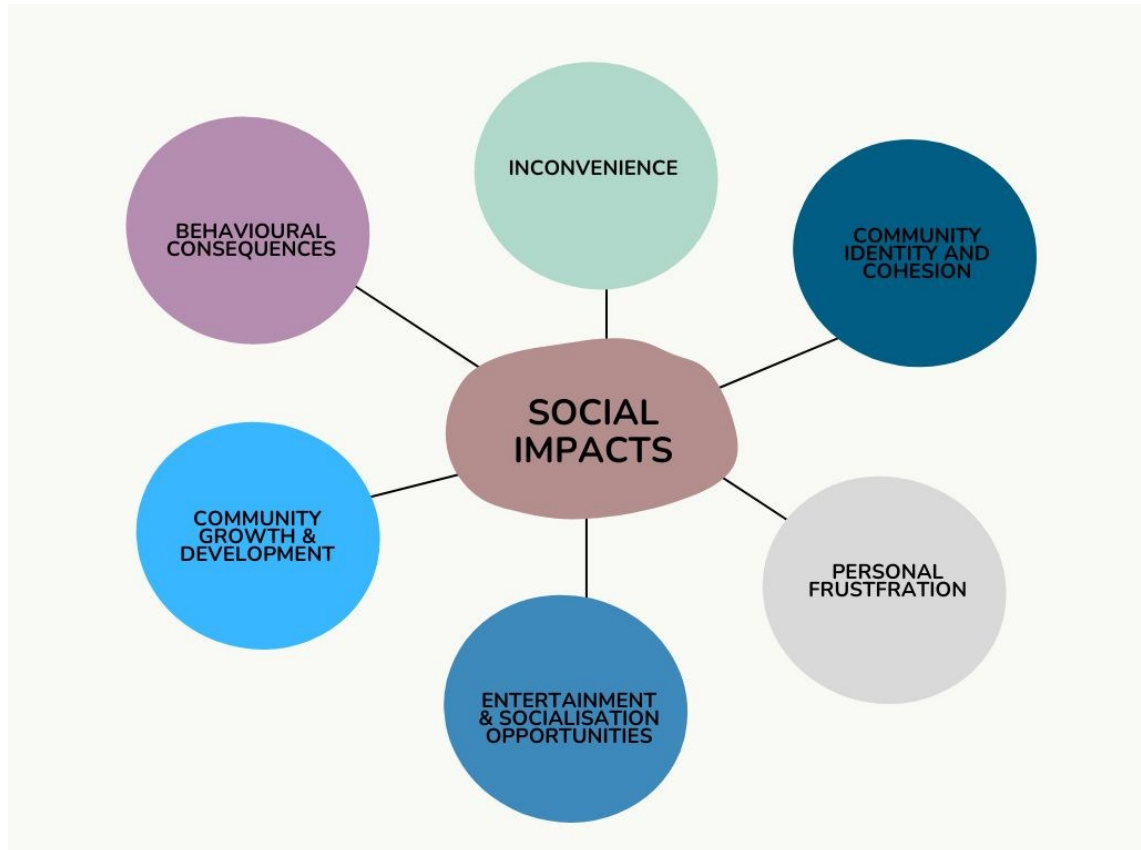 INCONVENIENCE
BEHAVIOURAL
CONSEQUENCES
COMMUNITY
IDENTITY AND
COHESION
SOCIAL
IMPACTS
COMMUNITY
GROWTH &
DEVELOPMENT
PERSONAL
FRUSTFRATION
ENTERTAINMENT
& SOCIALISATION
OPPORTUNITIES